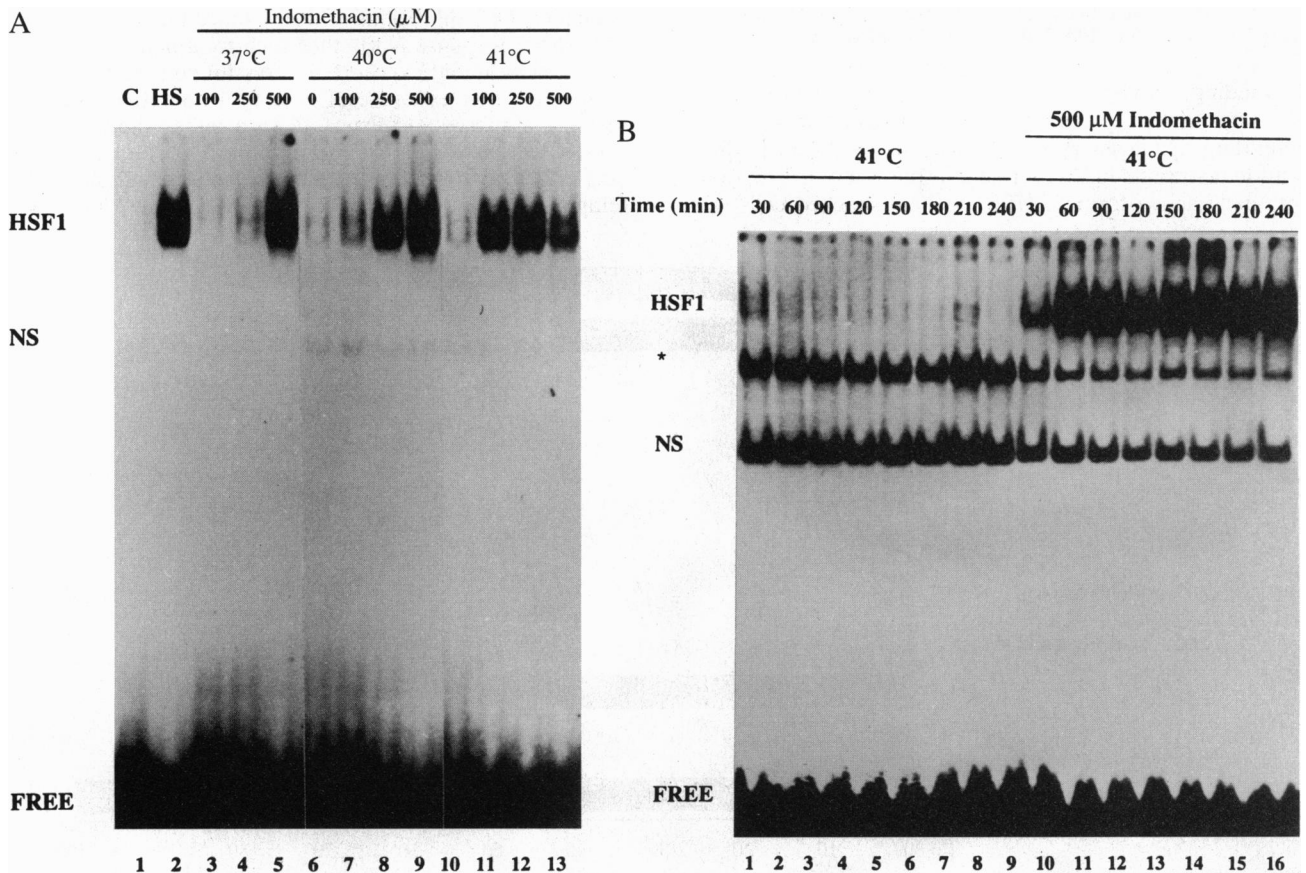 A
Indomethacin (μM)
37°C 40°C 41°C
C HS 100 250 500 0 100 250 500 0 100 250 500
HSF1
NS
FREE
1 2 3 4 5 6 7 8 9 10 11 12 13
B
500 μM Indomethacin
41°C 41°C
Time (min) 30 60 90 120 150 180 210 240 30 60 90 120 150 180 210 240
HSF1
*
NS
FREE
1 2 3 4 5 6 7 8 9 10 11 12 13 14 15 16